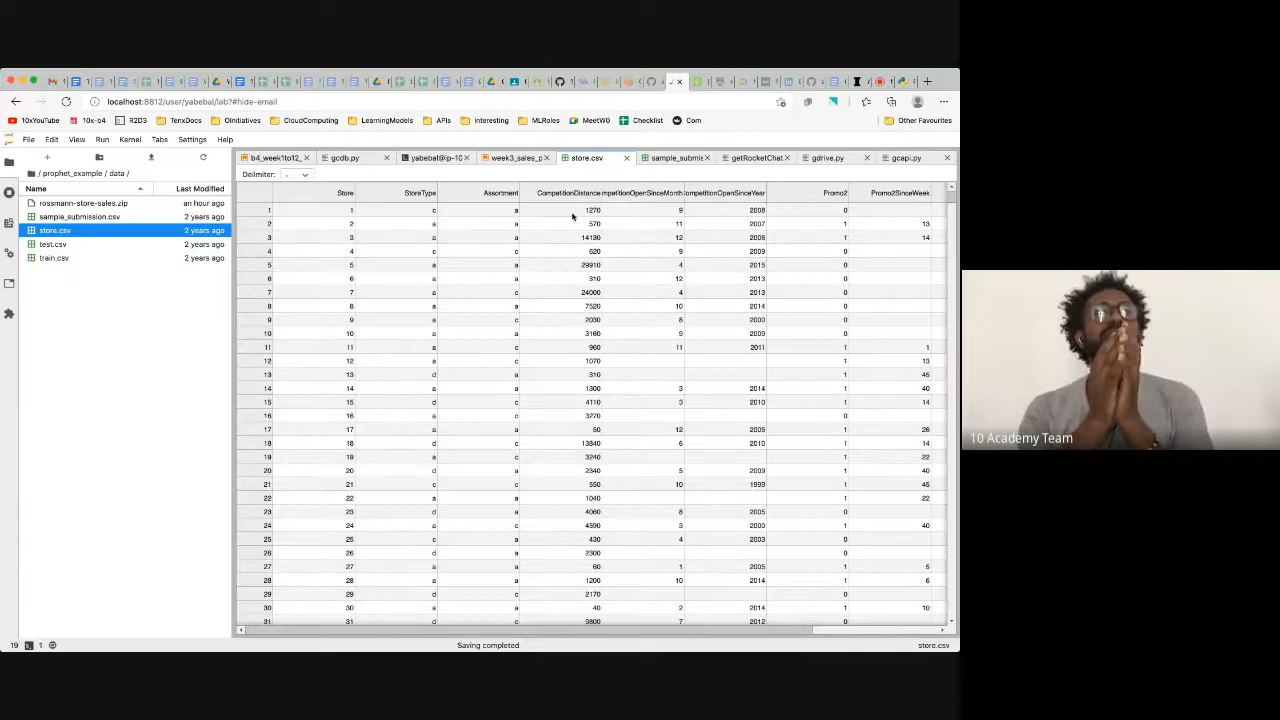 localhost:8812/user/yabebal/lab?#hide-email
10xYouTube 10x-b4 R2D3 TenxDocs OInitiatives CloudComputing LearningModels APIs Interesting MLRoles MeetW0 Checklist Com Other Favourites
File Edit View Run Kernel Tabs Settings Help
b4_week1to12_ gcdb.py yabebal@ip-10 week3_sales_p store.csv sample_submis getRocketChat gdrive.py gcapi.py
/ prophet_example / data /
Delimiter: ,
Name Last Modified
rossmann-store-sales.zip an hour ago
sample_submission.csv 2 years ago
store.csv 2 years ago
test.csv 2 years ago
train.csv 2 years ago
Store StoreType Assortment CompetitionDistance mpetitionOpenSinceMonth ompetitionOpenSinceYear Promo2 Promo2SinceWeek
1 1 c a 1270 9 2008 0
2 2 a a 570 11 2007 1 13
3 3 a a 14130 12 2006 1 14
4 4 c c 620 9 2009 0
5 5 a a 29910 4 2015 0
6 6 a a 310 12 2013 0
7 7 a c 24000 4 2013 0
8 8 a a 7520 10 2014 0
9 9 a c 2030 8 2000 0
10 10 a a 3160 9 2009 0
11 11 a c 960 11 2011 1 1
12 12 a c 1070 1 13
13 13 d a 310 1 45
14 14 a a 1300 3 2014 1 40
15 15 d c 4110 3 2010 1 14
16 16 a c 3270 0
17 17 a a 50 12 2005 1 26
18 18 d c 13840 6 2010 1 14
19 19 a c 3240 1 22
20 20 d a 2340 5 2009 1 40
21 21 c c 550 10 1999 1 45
22 22 a a 1040 1 22
23 23 d a 4060 8 2005 0
24 24 a c 4590 3 2000 1 40
25 25 c a 430 4 2003 0
26 26 d a 2300 0
27 27 a a 60 1 2005 1 5
28 28 a a 1200 10 2014 1 6
29 29 d c 2170 0
30 30 a a 40 2 2014 1 10
31 31 d c 9800 7 2012 0
19 1 Saving completed store.csv
10 Academy Team